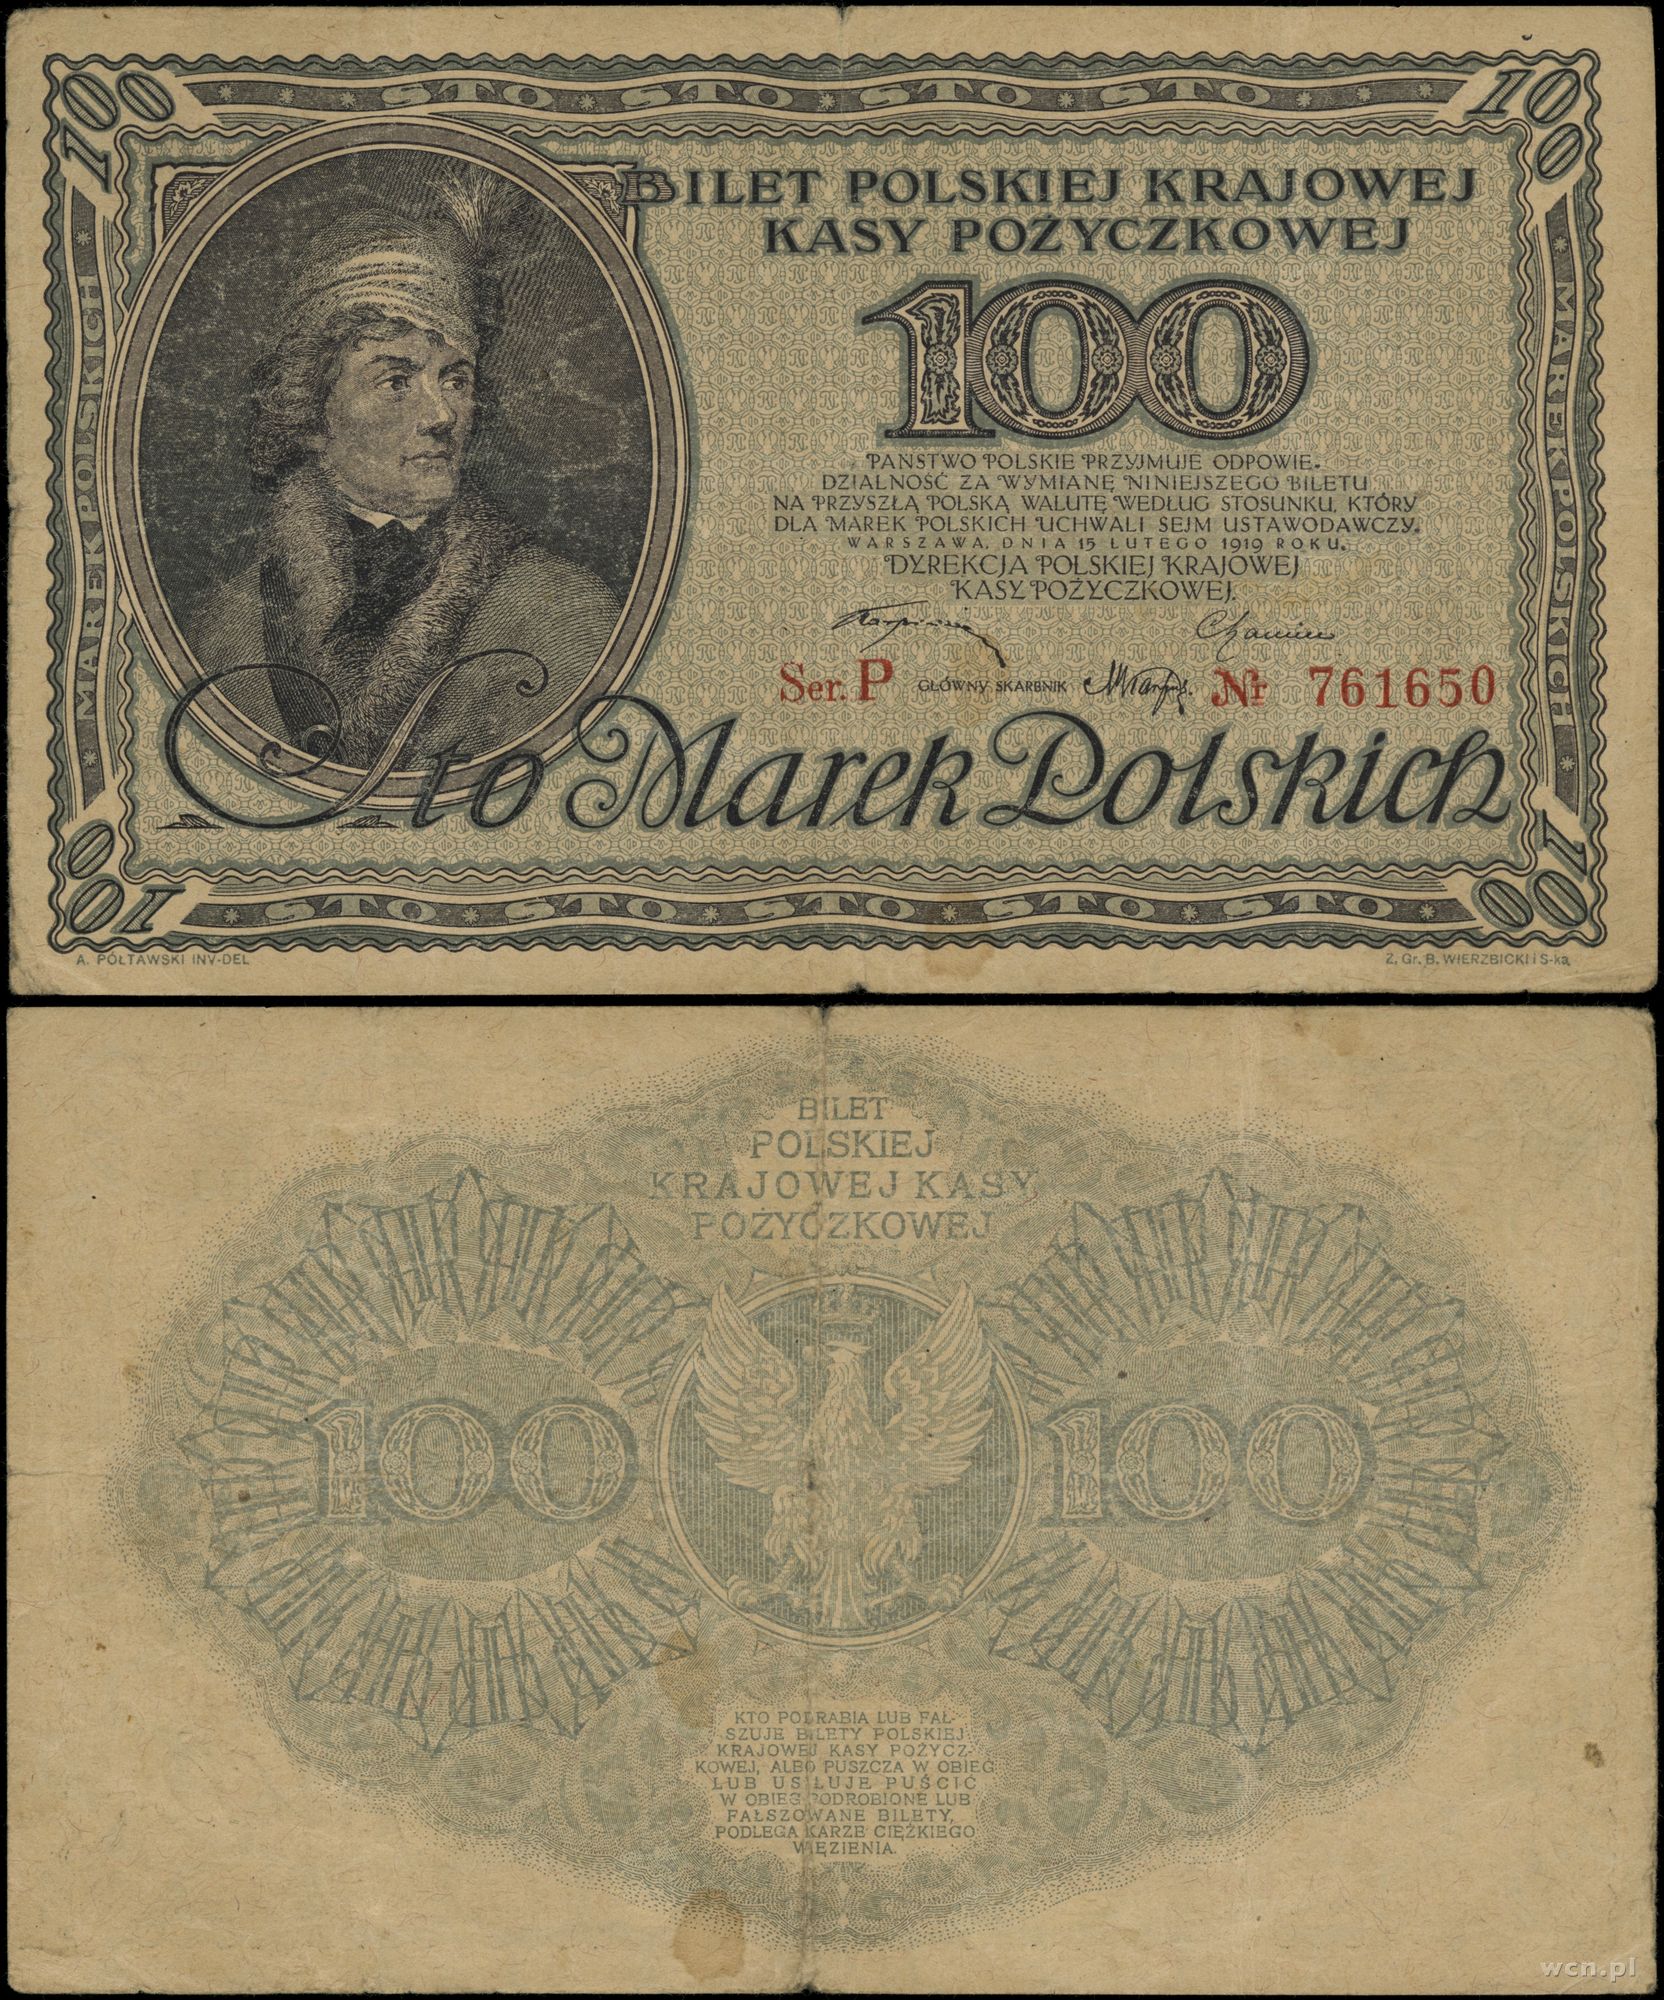 100
STO STO STO STO
100
BILET POLSKIEJ KRAJOWEJ
KASY POŻYCZKOWEJ
100
MAREK POLSKICH
MAREK POLSKICH
PAŃSTWO POLSKIE PRZYJMUJE ODPOWIE-
DZIALNOŚĆ ZA WYMIANĘ NINIEJSZEGO BILETU
NA PRZYSZŁĄ POLSKĄ WALUTĘ WEDŁUG STOSUNKU, KTÓRY
DLA MAREK POLSKICH UCHWALI SEJM USTAWODAWCZY.
WARSZAWA, DNIA 15 LUTEGO 1919 ROKU.
DYREKCJA POLSKIEJ KRAJOWEJ
KASY POŻYCZKOWEJ.
Ser. P GŁÓWNY SKARBNIK Nr 761650
Sto Marek Polskich
100
STO STO STO STO STO
100
A. PÓŁTAWSKI INV-DEL
Z. Gr. B. WIERZBICKI i S-ka
BILET
POLSKIEJ
KRAJOWEJ KASY
POŻYCZKOWEJ
100 100
KTO PODRABIA LUB FAŁ-
SZUJE BILETY POLSKIEJ
KRAJOWEJ KASY POŻYCZ-
KOWEJ, ALBO PUSZCZA W OBIEG
LUB USIŁUJE PUŚCIĆ
W OBIEG PODROBIONE LUB
FAŁSZOWANE BILETY,
PODLEGA KARZE CIĘŻKIEGO
WIĘZIENIA.
wcn.pl